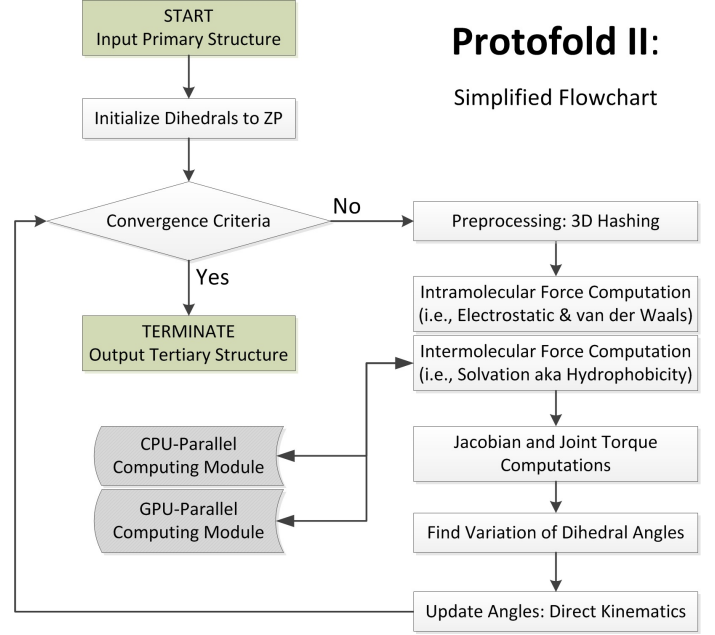 START
Input Primary Structure
Protofold II:
Simplified Flowchart
Initialize Dihedrals to ZP
Convergence Criteria
No
Yes
TERMINATE
Output Tertiary Structure
Preprocessing: 3D Hashing
Intramolecular Force Computation
(i.e., Electrostatic & van der Waals)
Intermolecular Force Computation
(i.e., Solvation aka Hydrophobicity)
CPU-Parallel
Computing Module
GPU-Parallel
Computing Module
Jacobian and Joint Torque
Computations
Find Variation of Dihedral Angles
Update Angles: Direct Kinematics